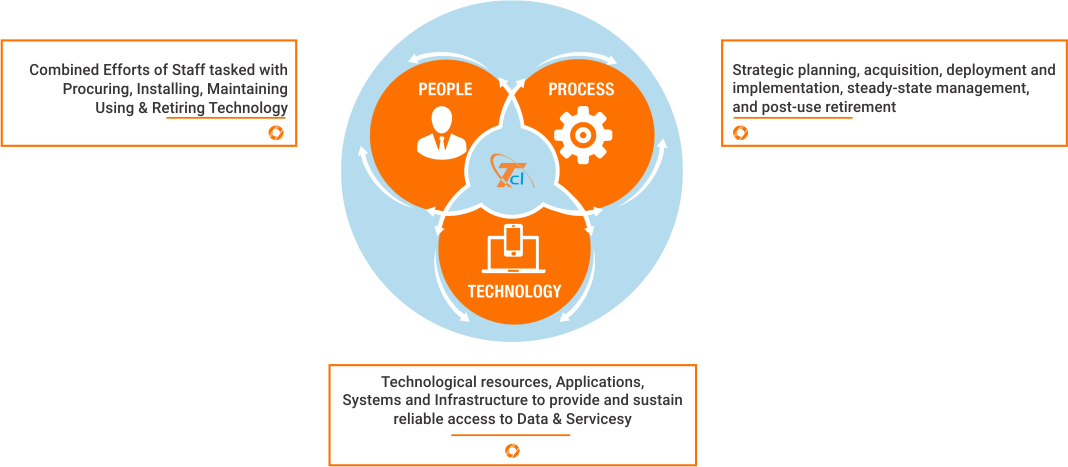 Combined Efforts of Staff tasked with
Procuring, Installing, Maintaining
Using & Retiring Technology
PEOPLE
PROCESS
Tcl
TECHNOLOGY
Strategic planning, acquisition, deployment and
implementation, steady-state management,
and post-use retirement
Technological resources, Applications,
Systems and Infrastructure to provide and sustain
reliable access to Data & Servicesy